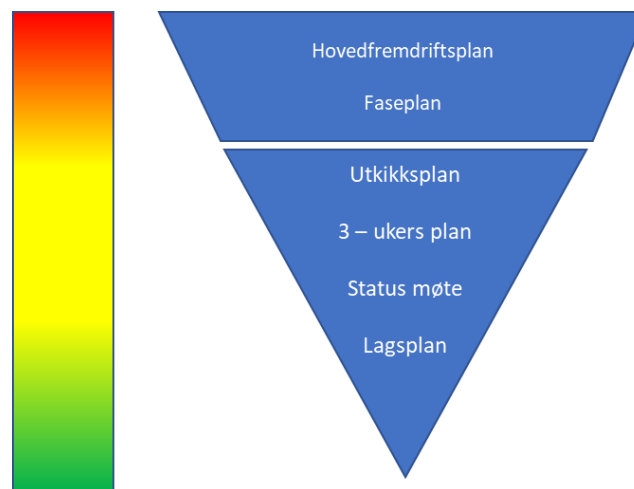 Hovedfremdriftsplan
Faseplan
Utkikksplan
3 – ukers plan
Status møte
Lagsplan